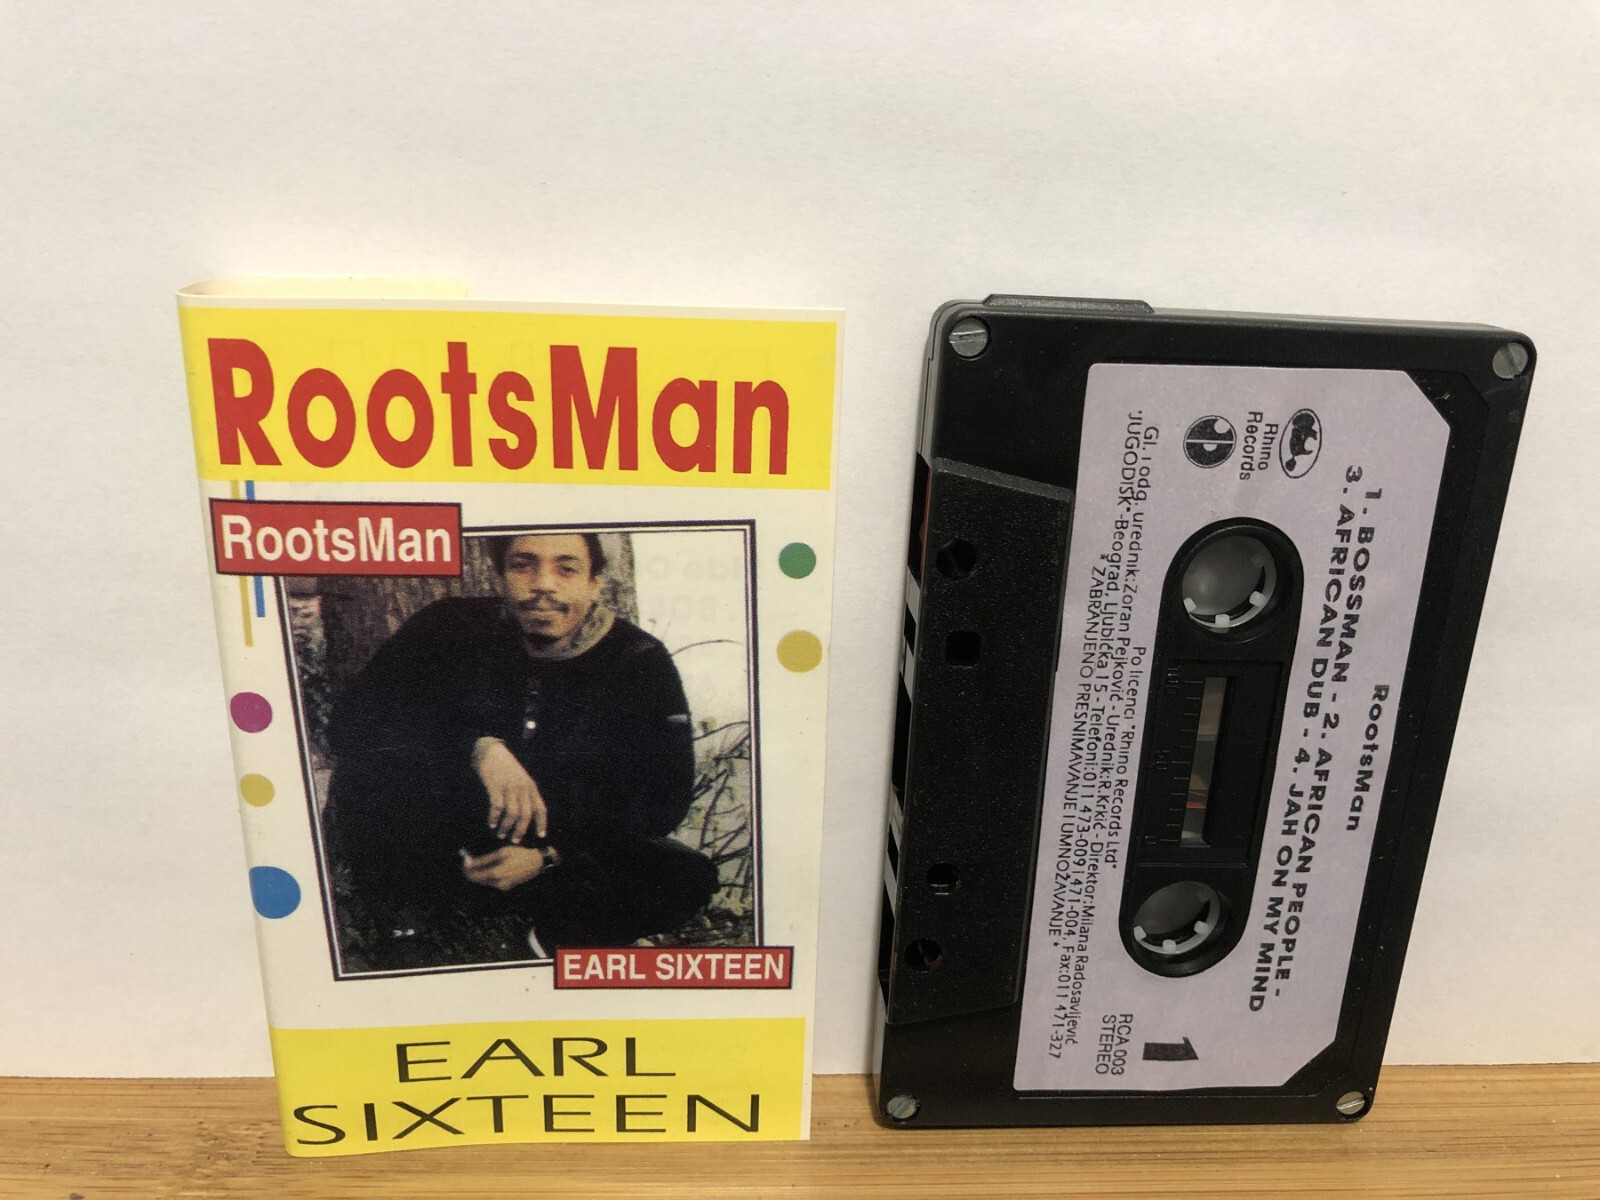 RootsMan
RootsMan
EARL SIXTEEN
EARL
SIXTEEN
RootsMan
1. BOSSMAN - 2. AFRICAN PEOPLE -
3. AFRICAN DUB - 4. JAH ON MY MIND
Rhino
Records
1
100 50 0
RCA 003
STEREO
Po licenci "Rhino Records Ltd"
Gl. i odg. urednik: Zoran Pejković - Urednik: R. Krkić - Direktor: Milana Radosavljević
"JUGODISK" - Beograd, Ljubička 15 - Telefoni: 011 473-009 i 471-004, Fax: 011 471-327
* ZABRANJENO PRESNIMAVANJE I UMNOŽAVANJE *